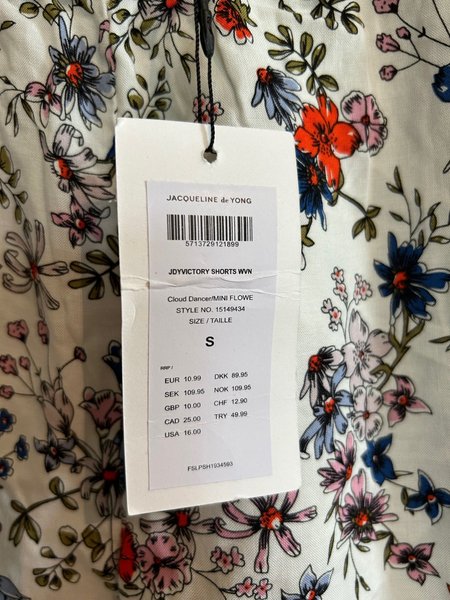 JACQUELINE de YONG
5713729121899
JDYVICTORY SHORTS WVN
Cloud Dancer/MINI FLOWE
STYLE NO. 15149434
SIZE / TAILLE
S
RRP /
EUR 10.99 DKK 89.95
SEK 109.95 NOK 109.95
GBP 10.00 CHF 12.90
CAD 25.00 TRY 49.99
USA 16.00
FSLPSH1934593